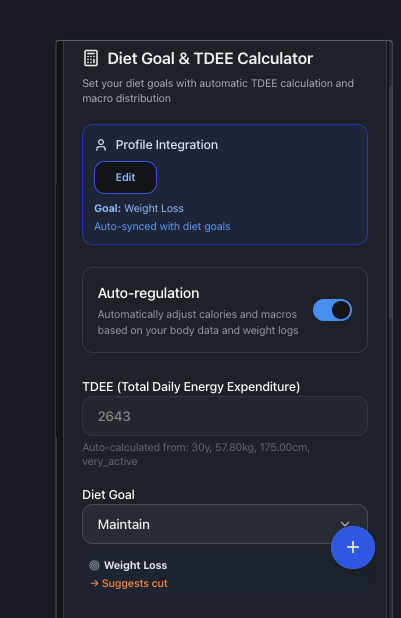 Diet Goal & TDEE Calculator
Set your diet goals with automatic TDEE calculation and
macro distribution
Profile Integration
Edit
Goal: Weight Loss
Auto-synced with diet goals
Auto-regulation
Automatically adjust calories and macros
based on your body data and weight logs
TDEE (Total Daily Energy Expenditure)
2643
Auto-calculated from: 30y, 57.80kg, 175.00cm,
very_active
Diet Goal
Maintain
Weight Loss
→ Suggests cut